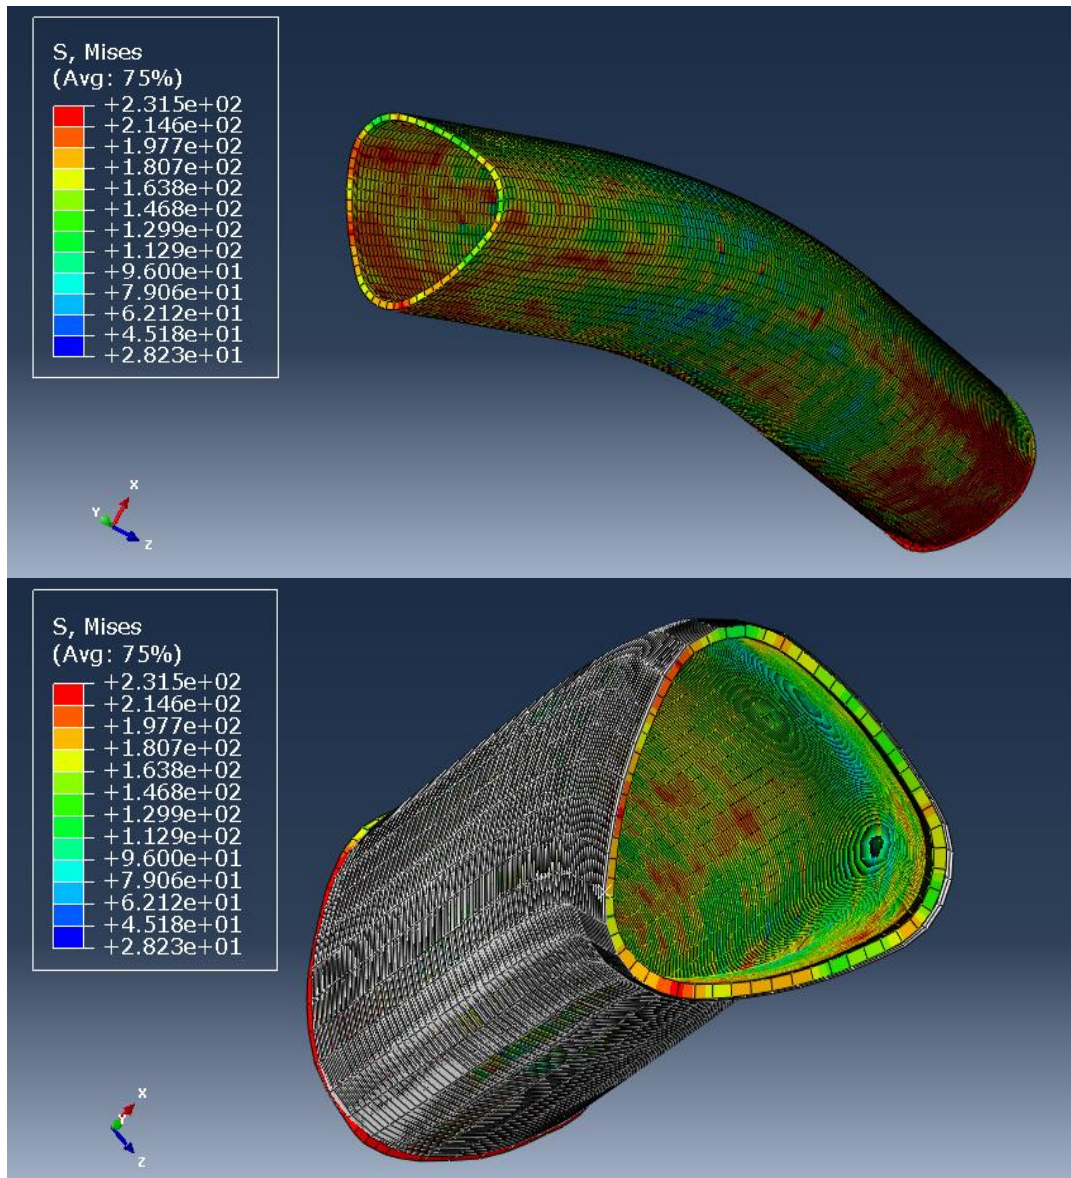 S, Mises
(Avg: 75%)
+2.315e+02
+2.146e+02
+1.977e+02
+1.807e+02
+1.638e+02
+1.468e+02
+1.299e+02
+1.129e+02
+9.600e+01
+7.906e+01
+6.212e+01
+4.518e+01
+2.823e+01
X
Y
Z
S, Mises
(Avg: 75%)
+2.315e+02
+2.146e+02
+1.977e+02
+1.807e+02
+1.638e+02
+1.468e+02
+1.299e+02
+1.129e+02
+9.600e+01
+7.906e+01
+6.212e+01
+4.518e+01
+2.823e+01
X
Y
Z